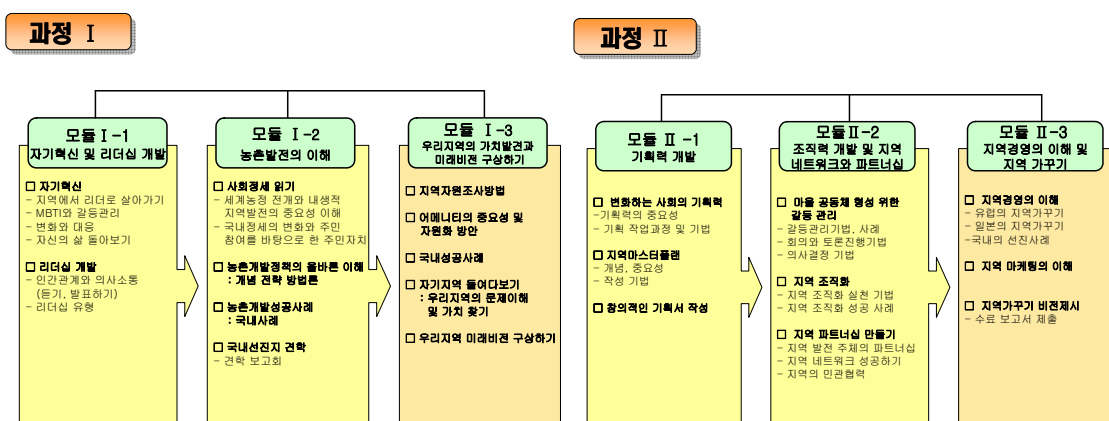 과정 Ⅰ
모듈 Ⅰ-1
자기혁신 및 리더십 개발
□ 자기혁신
- 지역에서 리더로 살아가기
- MBTI와 갈등관리
- 변화와 대응
- 자신의 삶 돌아보기
□ 리더십 개발
- 인간관계와 의사소통
(듣기, 발표하기)
- 리더십 유형
모듈 Ⅰ-2
농촌발전의 이해
□ 사회정세 읽기
- 세계농정 전개와 내생적
지역발전의 중요성 이해
- 국내정세의 변화와 주민
참여를 바탕으로 한 주민자치
□ 농촌개발정책의 올바른 이해
: 개념 전략 방법론
□ 농촌개발성공사례
: 국내사례
□ 국내선진지 견학
- 견학 보고회
모듈 Ⅰ-3
우리지역의 가치발견과
미래비전 구상하기
□ 지역자원조사방법
□ 어메니티의 중요성 및
자원화 방안
□ 국내성공사례
□ 자기지역 들여다보기
: 우리지역의 문제이해
및 가치 찾기
□ 우리지역 미래비전 구상하기
과정 Ⅱ
모듈 Ⅱ-1
기획력 개발
□ 변화하는 사회의 기획력
-기획력의 중요성
- 기획 작업과정 및 기법
□ 지역마스터플랜
- 개념, 중요성
- 작성 기법
□ 창의적인 기획서 작성
모듈Ⅱ-2
조직력 개발 및 지역
네트워크와 파트너십
□ 마을 공동체 형성 위한
갈등 관리
- 갈등관리기법, 사례
- 회의와 토론진행기법
- 의사결정 기법
□ 지역 조직화
- 지역 조직화 실천 기법
- 지역 조직화 성공 사례
□ 지역 파트너십 만들기
- 지역 발전 주체의 파트너십
- 지역 네트워크 성공하기
- 지역의 민관협력
모듈 Ⅱ-3
지역경영의 이해 및
지역 가꾸기
□ 지역경영의 이해
- 유럽의 지역가꾸기
- 일본의 지역가꾸기
-국내의 선진사례
□ 지역 마케팅의 이해
□ 지역가꾸기 비전제시
- 수료 보고서 제출